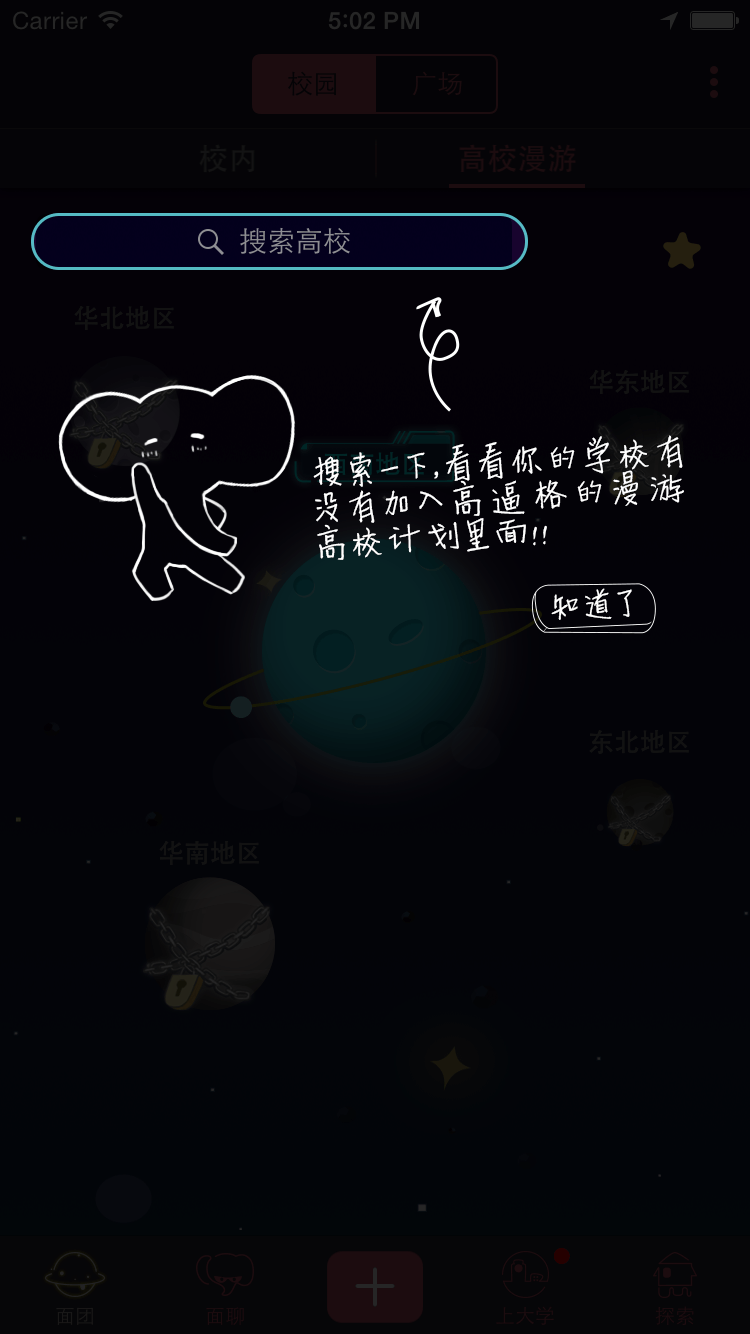 Carrier 5:02 PM
校园 广场
校内 高校漫游
搜索高校
华北地区
华东地区
搜索一下,看看你的学校有
没有加入高逼格的漫游
高校计划里面!!
知道了
东北地区
华南地区
面团 面聊 上大学 探索